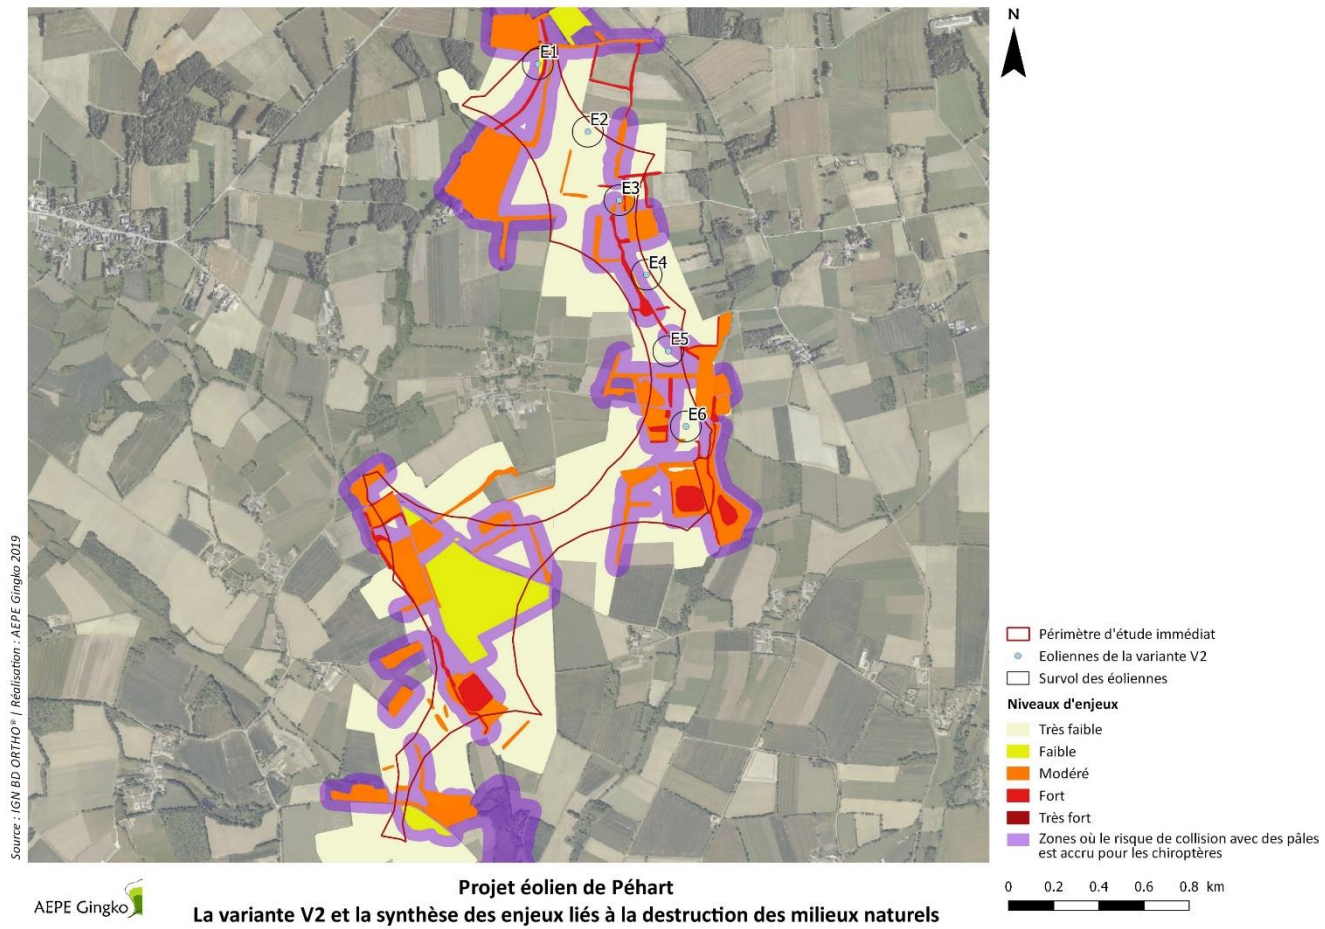 N
E1
E2
E3
E4
E5
E6
Source : IGN BD ORTHO® | Réalisation : AEPE Gingko 2019
Périmètre d'étude immédiat
Eoliennes de la variante V2
Survol des éoliennes
Niveaux d'enjeux
Très faible
Faible
Modéré
Fort
Très fort
Zones où le risque de collision avec des pâles
est accru pour les chiroptères
0 0.2 0.4 0.6 0.8 km
AEPE Gingko
Projet éolien de Péhart
La variante V2 et la synthèse des enjeux liés à la destruction des milieux naturels